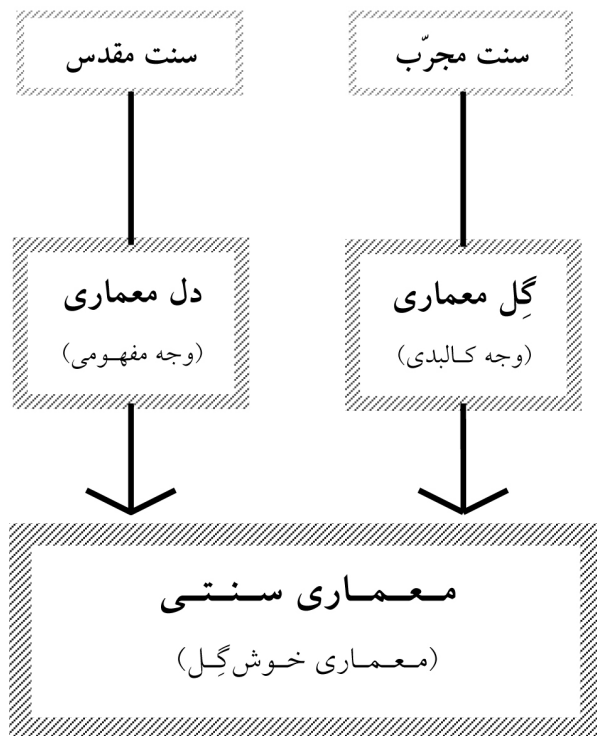 سنت مجرّب
سنت مقدس
گِل معماری
(وجه کالبدی)
دل معماری
(وجه مفهومی)
معماری سنتی
(معماری خوش‌گِل)